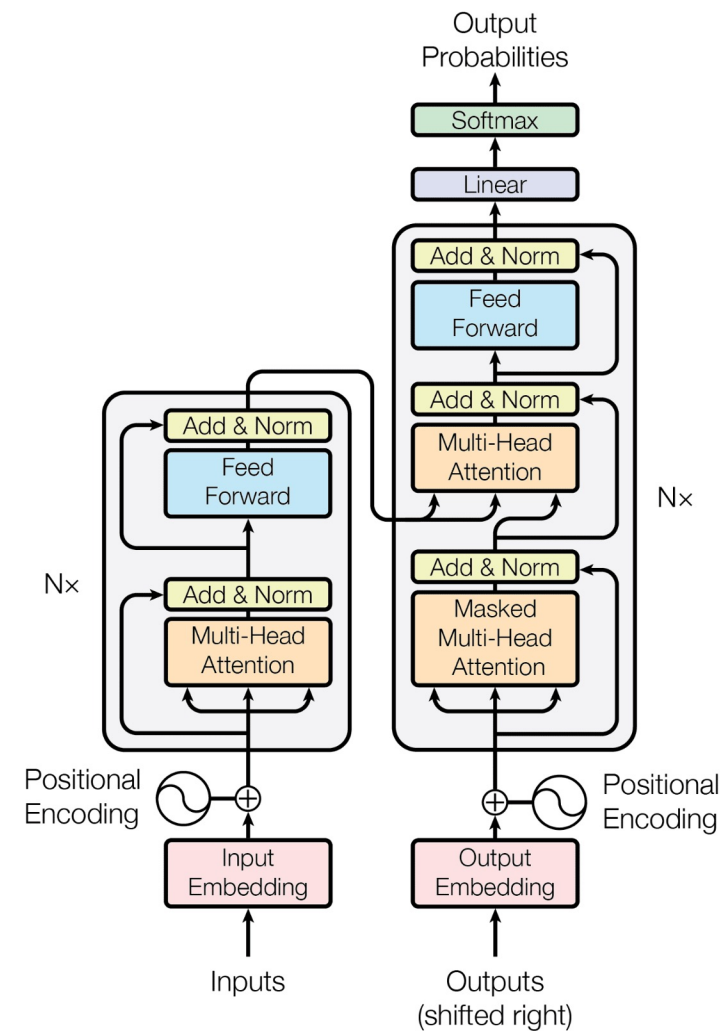 Output
Probabilities
Softmax
Linear
Add & Norm
Feed
Forward
Add & Norm
Multi-Head
Attention
Add & Norm
Masked
Multi-Head
Attention
Nx
Add & Norm
Feed
Forward
Add & Norm
Multi-Head
Attention
N×
Positional
Encoding
Positional
Encoding
Input
Embedding
Output
Embedding
Inputs
Outputs
(shifted right)